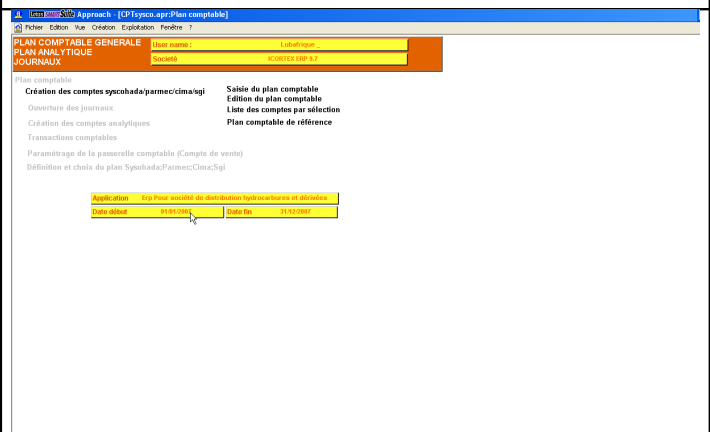 Lotus SmartSuite Approach - [CPTsysco.apr:Plan comptable]
Fichier Edition Vue Création Exploitation Fenêtre ?
PLAN COMPTABLE GENERALE
PLAN ANALYTIQUE
JOURNAUX
User name : Lubafrique _
Societé ICORTEX ERP 9.7
Plan comptable
Création des comptes syscohada/parmec/cima/sgi
Saisie du plan comptable
Edition du plan comptable
Liste des comptes par sélection
Plan comptable de référence
Ouverture des journaux
Création des comptes analytiques
Transactions comptables
Paramétrage de la passerelle comptable (Compte de vente)
Définition et choix du plan Sysohada;Parmec;Cima;Sgi
Application Erp Pour société de distribution hydrocarbures et dérivées
Date début 01/01/2007 Date fin 31/12/2007